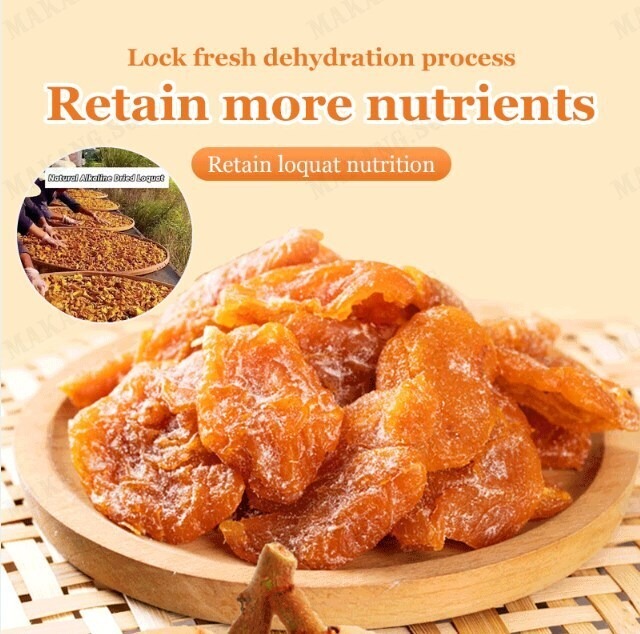 Lock fresh dehydration process
Retain more nutrients
Retain loquat nutrition
Natural Alkaline Dried Loquat